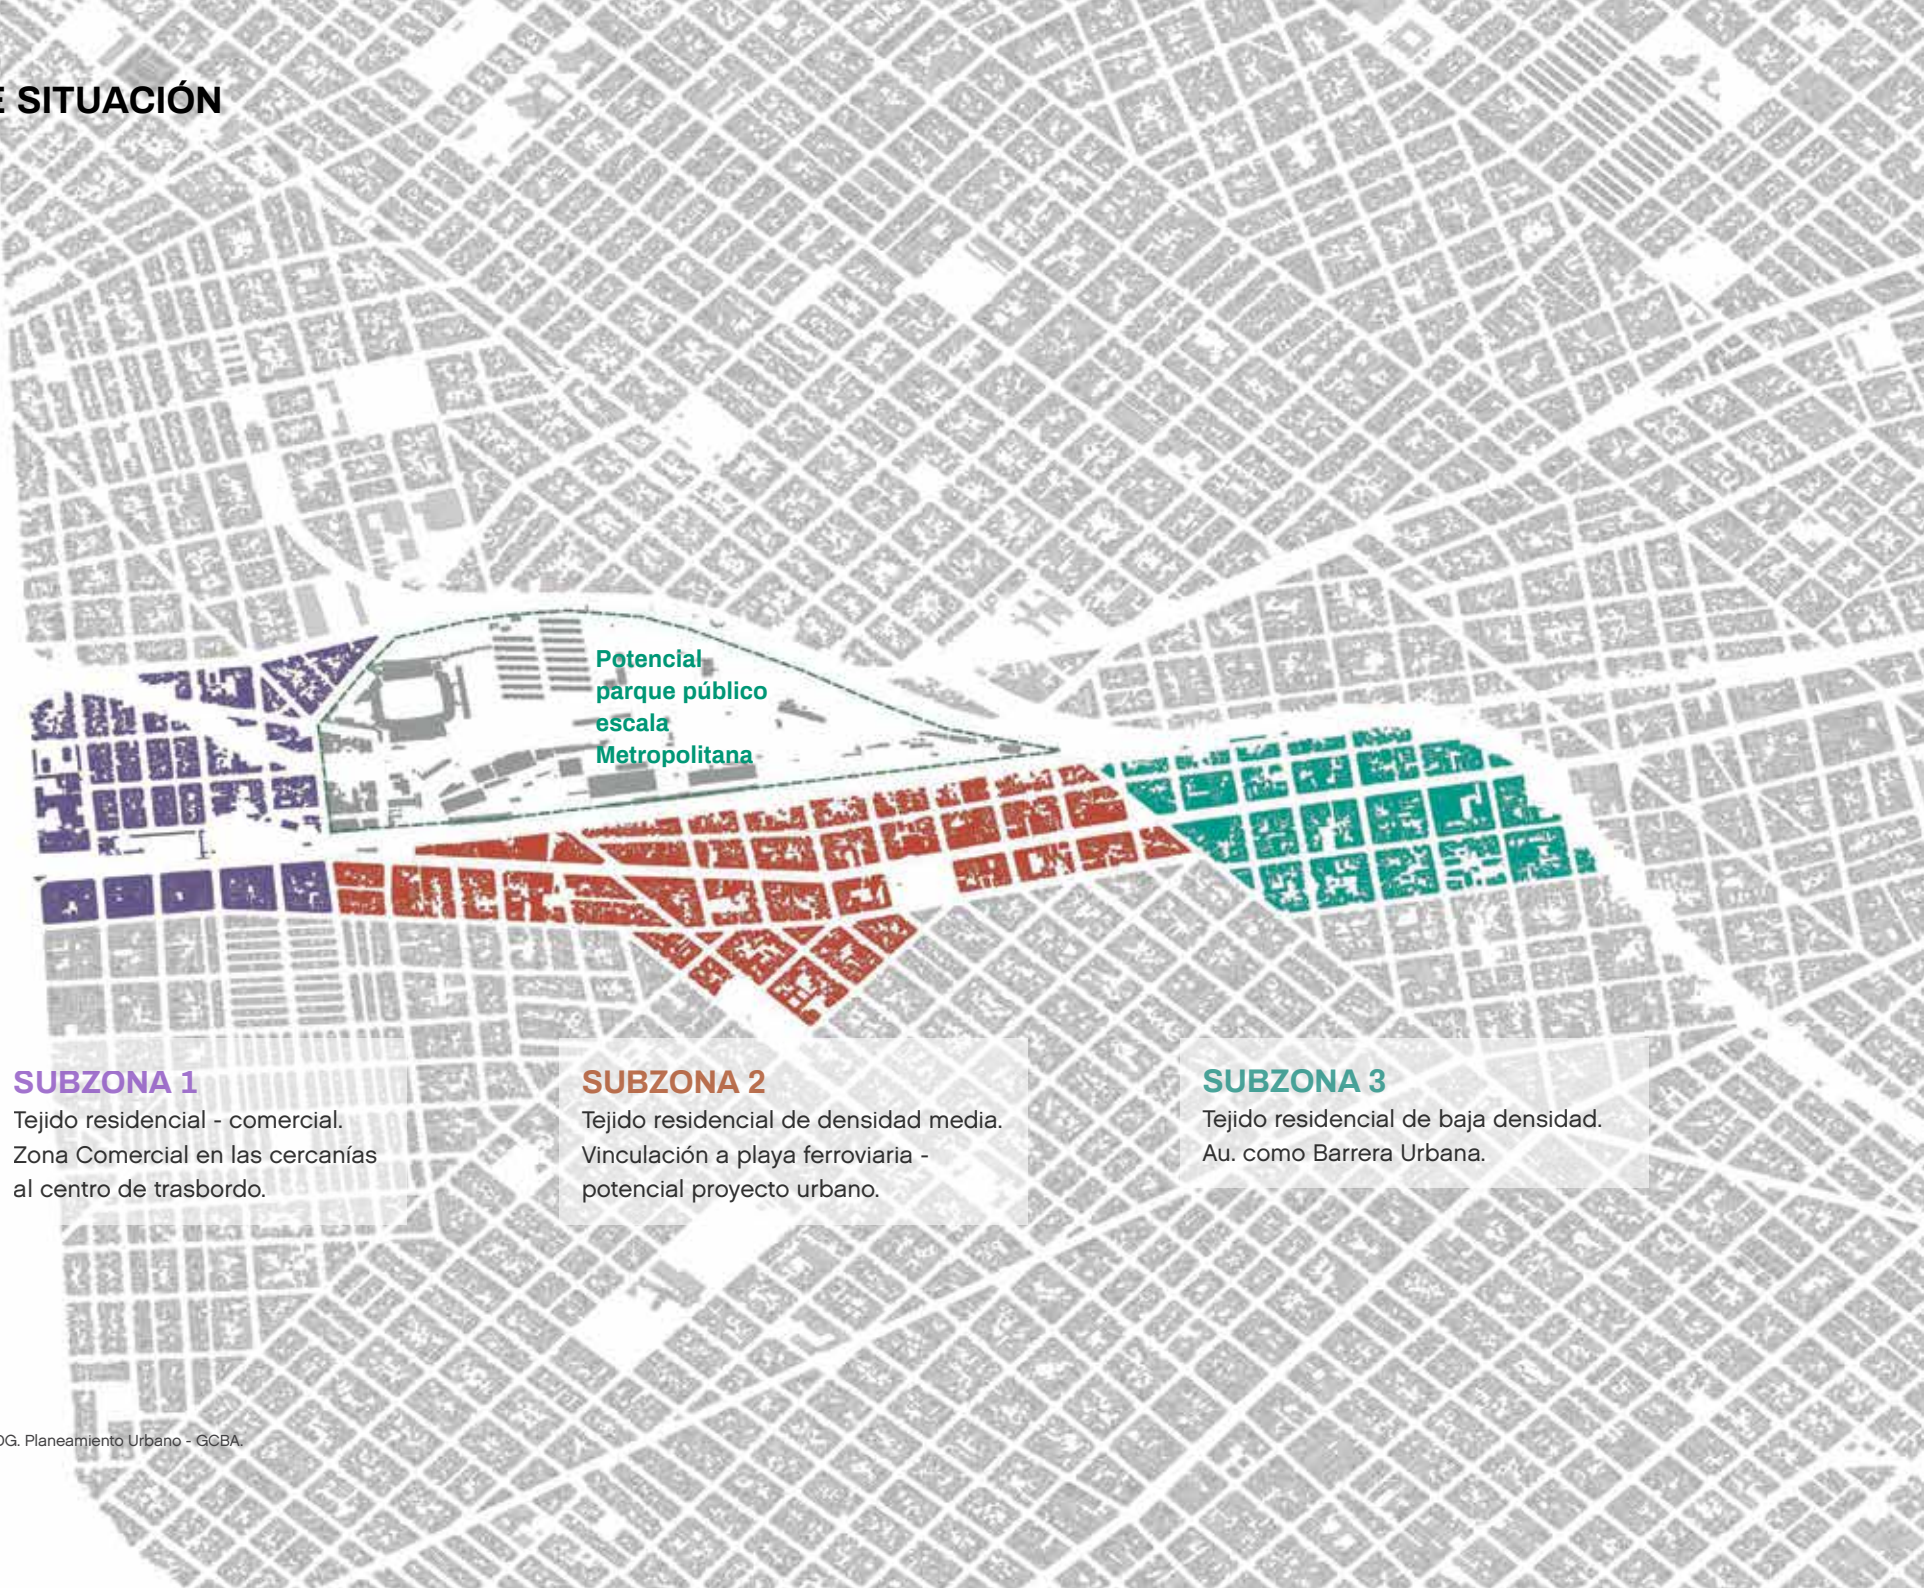 E SITUACIÓN
Potencial
parque público
escala
Metropolitana
SUBZONA 1
Tejido residencial - comercial.
Zona Comercial en las cercanías
al centro de trasbordo.
SUBZONA 2
Tejido residencial de densidad media.
Vinculación a playa ferroviaria -
potencial proyecto urbano.
SUBZONA 3
Tejido residencial de baja densidad.
Au. como Barrera Urbana.
DG. Planeamiento Urbano - GCBA.